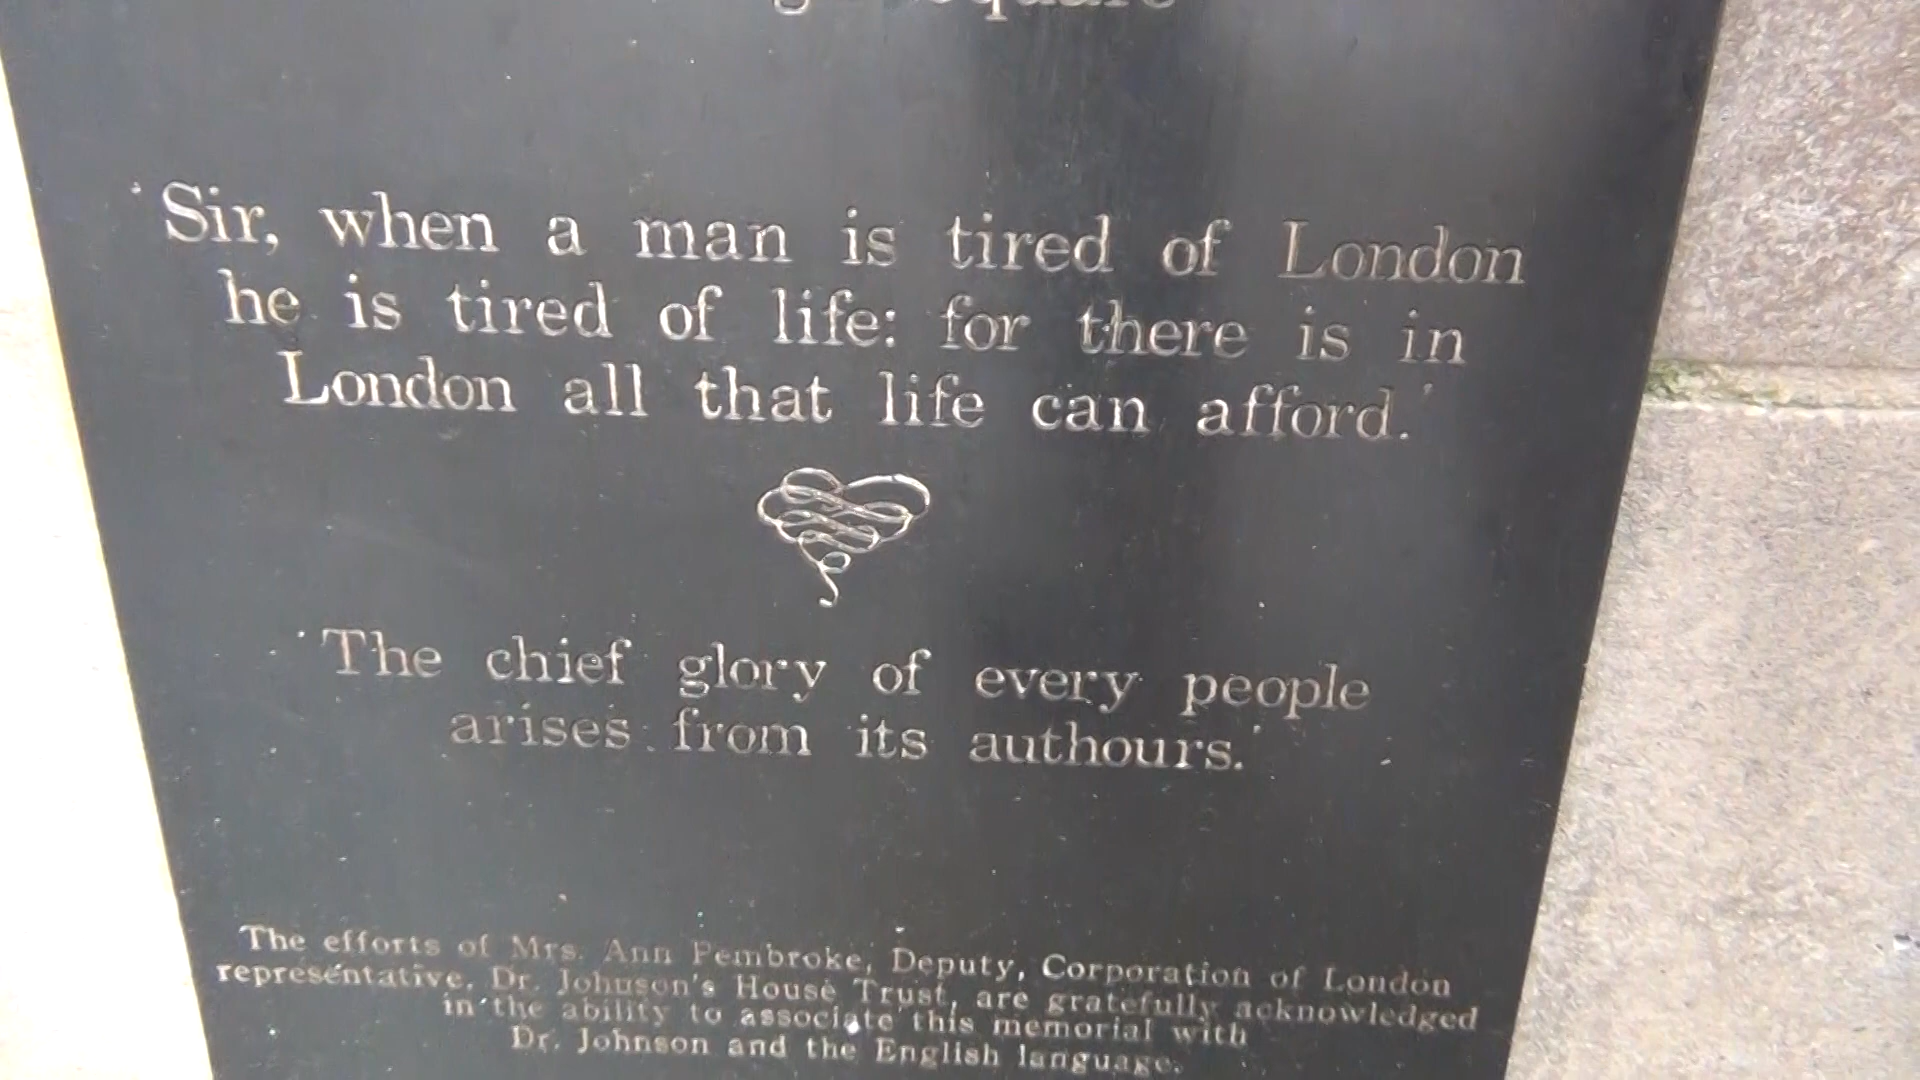 Square
'Sir, when a man is tired of London
he is tired of life: for there is in
London all that life can afford.'
'The chief glory of every people
arises from its authours.'
The efforts of Mrs. Ann Pembroke, Deputy, Corporation of London
representative, Dr. Johnson's House Trust, are gratefully acknowledged
in the ability to associate this memorial with
Dr. Johnson and the English language.